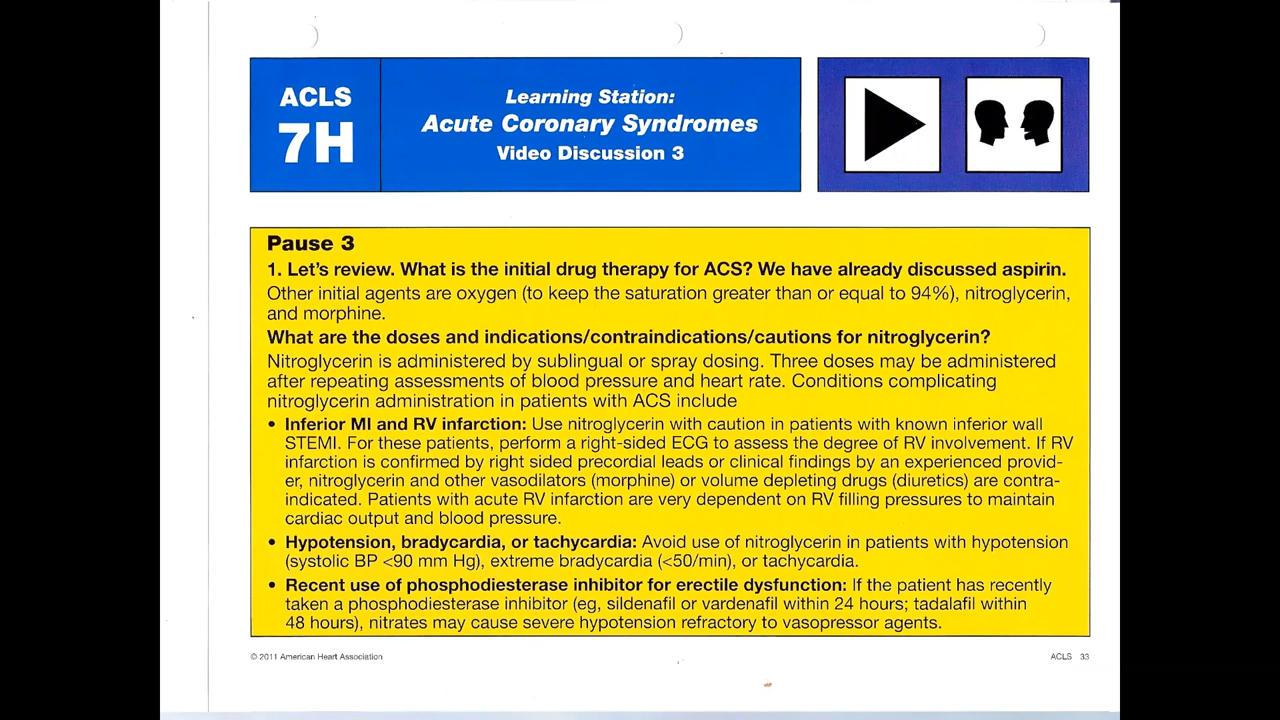 ACLS
7H
Learning Station:
Acute Coronary Syndromes
Video Discussion 3
Pause 3
1. Let's review. What is the initial drug therapy for ACS? We have already discussed aspirin.
Other initial agents are oxygen (to keep the saturation greater than or equal to 94%), nitroglycerin,
and morphine.
What are the doses and indications/contraindications/cautions for nitroglycerin?
Nitroglycerin is administered by sublingual or spray dosing. Three doses may be administered
after repeating assessments of blood pressure and heart rate. Conditions complicating
nitroglycerin administration in patients with ACS include
• Inferior MI and RV infarction: Use nitroglycerin with caution in patients with known inferior wall
STEMI. For these patients, perform a right-sided ECG to assess the degree of RV involvement. If RV
infarction is confirmed by right sided precordial leads or clinical findings by an experienced provid-
er, nitroglycerin and other vasodilators (morphine) or volume depleting drugs (diuretics) are contra-
indicated. Patients with acute RV infarction are very dependent on RV filling pressures to maintain
cardiac output and blood pressure.
• Hypotension, bradycardia, or tachycardia: Avoid use of nitroglycerin in patients with hypotension
(systolic BP <90 mm Hg), extreme bradycardia (<50/min), or tachycardia.
• Recent use of phosphodiesterase inhibitor for erectile dysfunction: If the patient has recently
taken a phosphodiesterase inhibitor (eg, sildenafil or vardenafil within 24 hours; tadalafil within
48 hours), nitrates may cause severe hypotension refractory to vasopressor agents.
© 2011 American Heart Association
ACLS 33